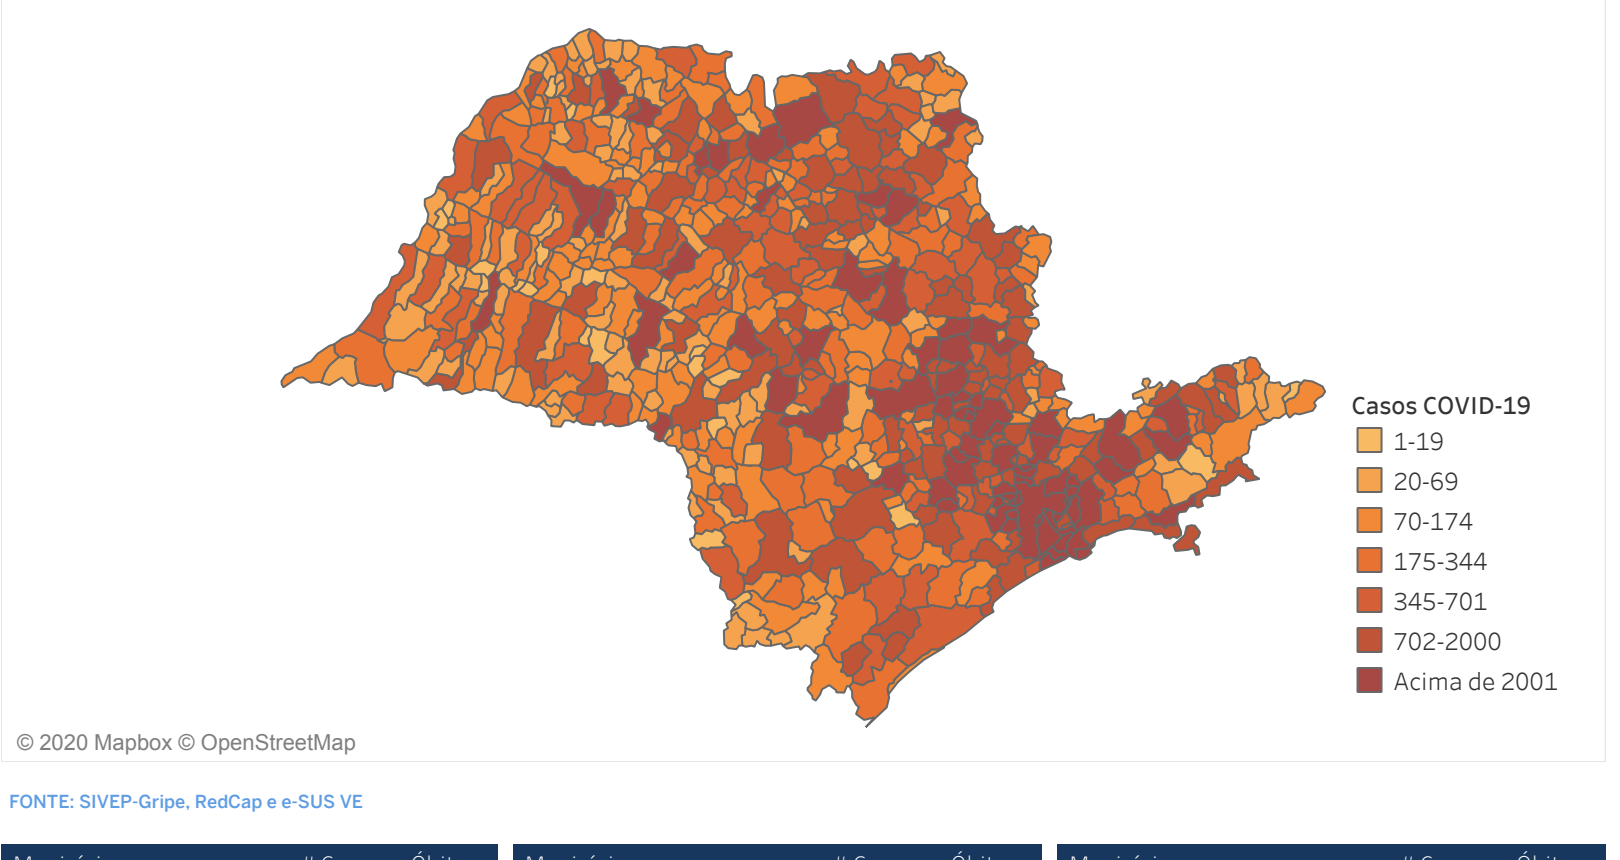 Casos COVID-19
1-19
20-69
70-174
175-344
345-701
702-2000
Acima de 2001
© 2020 Mapbox © OpenStreetMap
FONTE: SIVEP-Gripe, RedCap e e-SUS VE